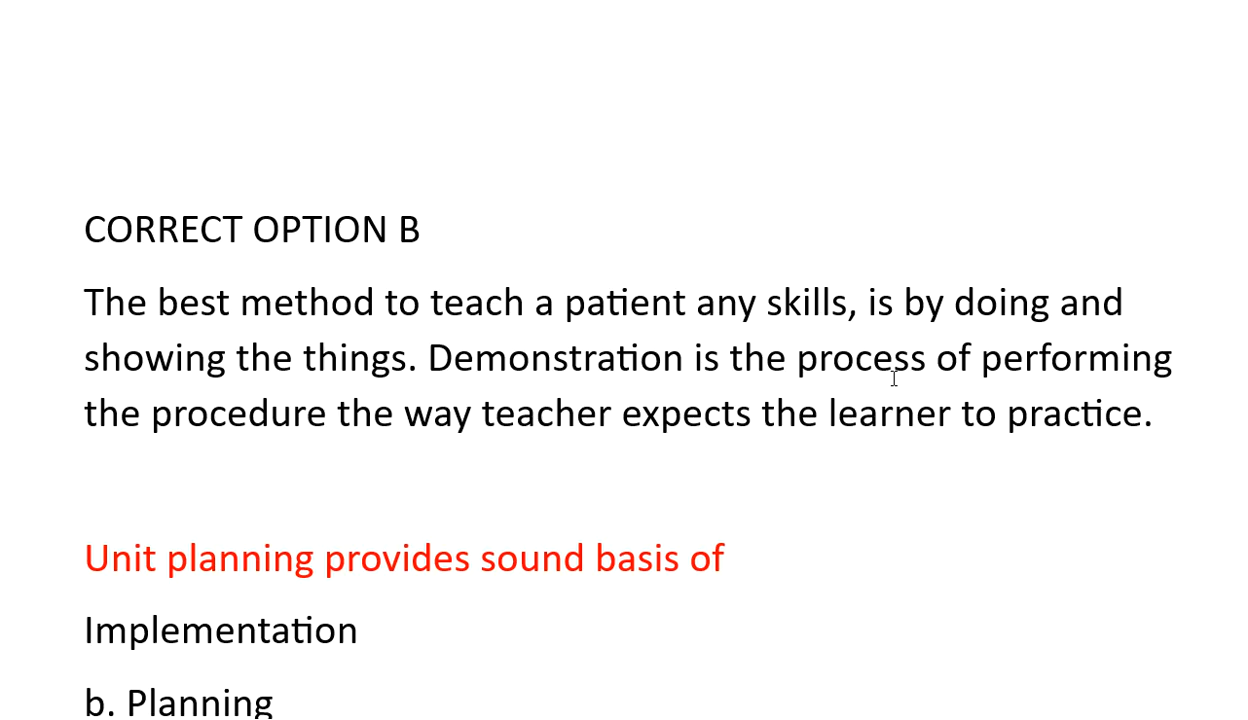 CORRECT OPTION B
The best method to teach a patient any skills, is by doing and
showing the things. Demonstration is the process of performing
the procedure the way teacher expects the learner to practice.
Unit planning provides sound basis of
Implementation
b. Planning